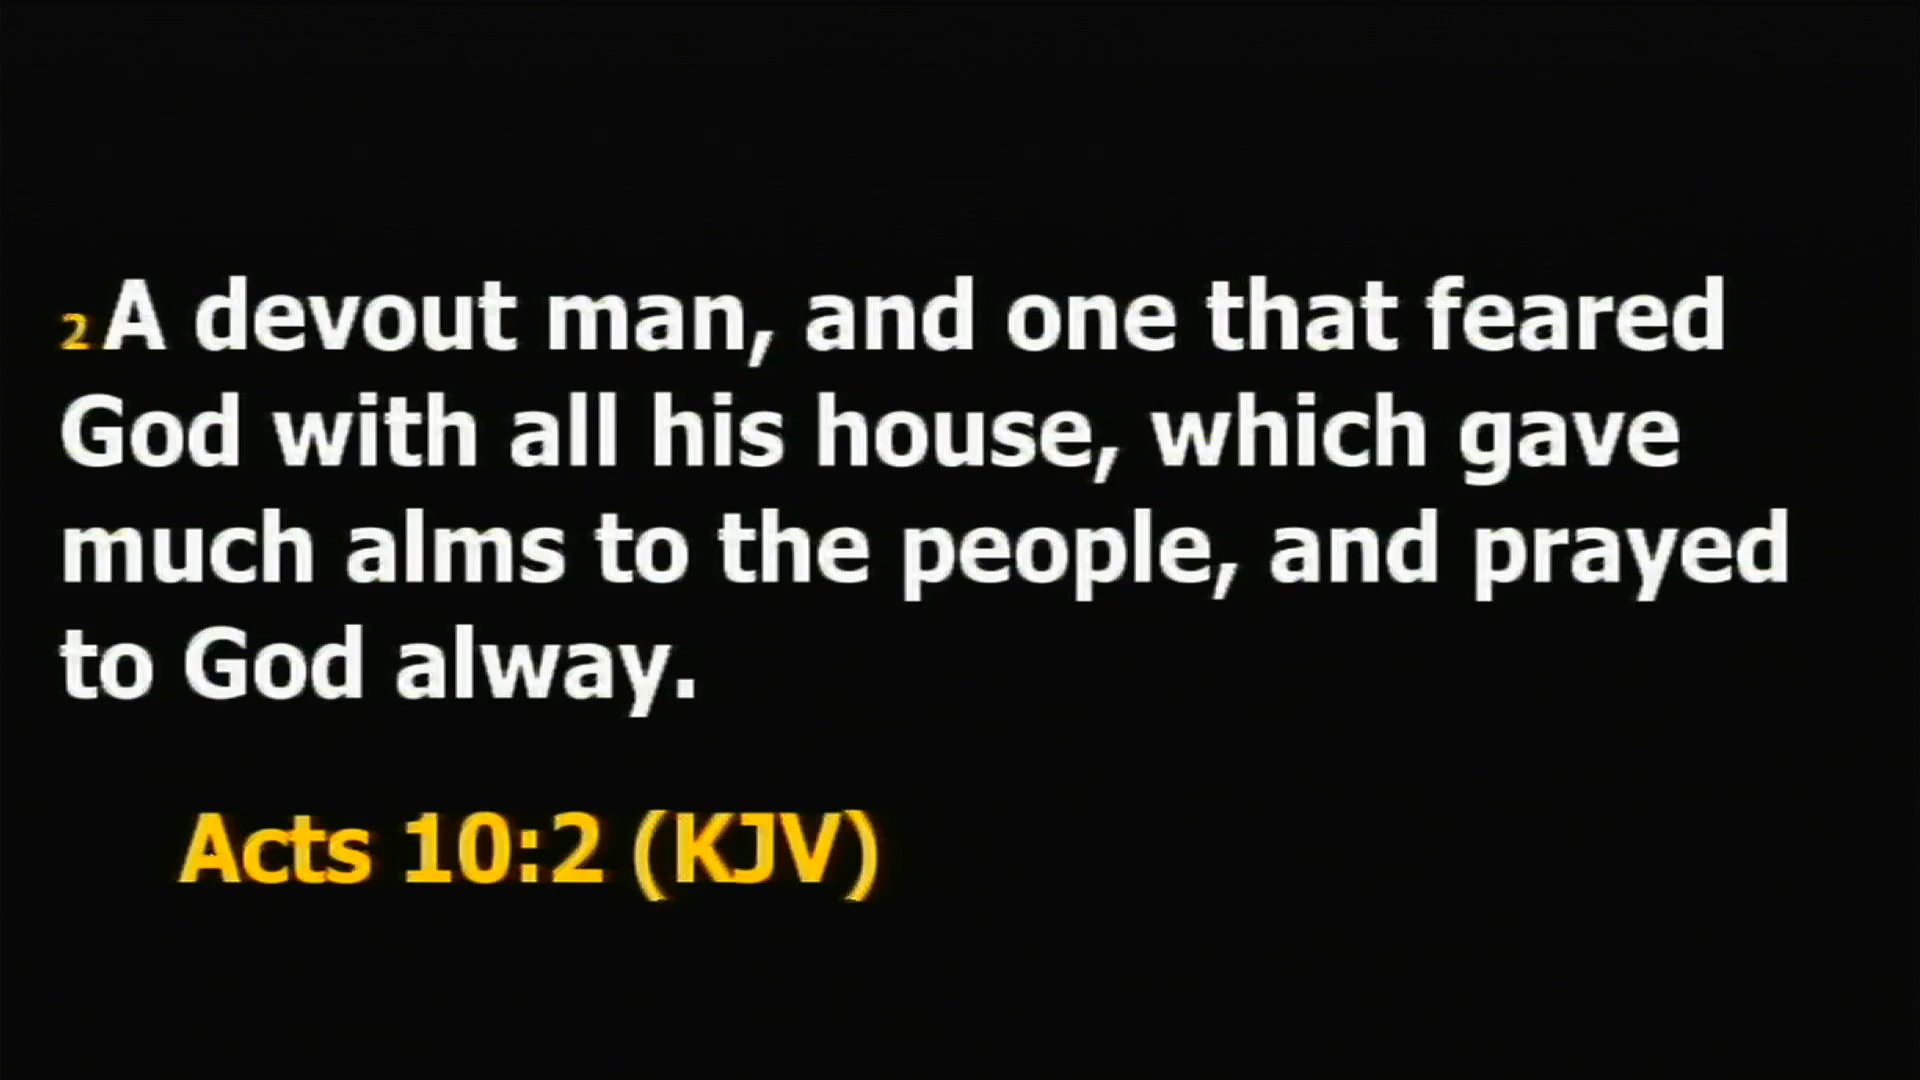 2 A devout man, and one that feared
God with all his house, which gave
much alms to the people, and prayed
to God alway.
Acts 10:2 (KJV)